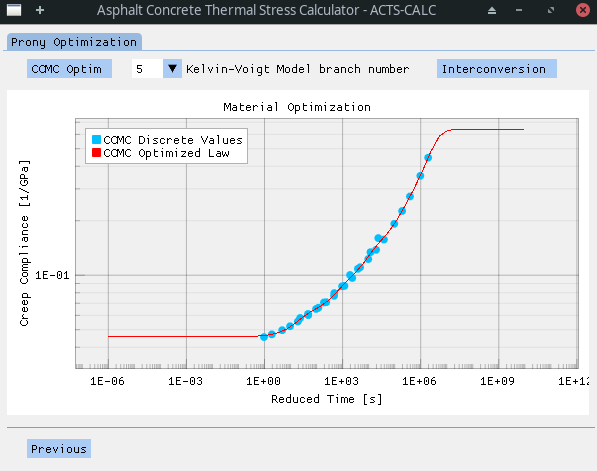 Asphalt Concrete Thermal Stress Calculator - ACTS-CALC
Prony Optimization
CCMC Optim 5 Kelvin-Voigt Model branch number Interconversion
Material Optimization
CCMC Discrete Values
CCMC Optimized Law
Creep Compliance [1/GPa]
1E-01
1E-06 1E-03 1E+00 1E+03 1E+06 1E+09 1E+12
Reduced Time [s]
Previous